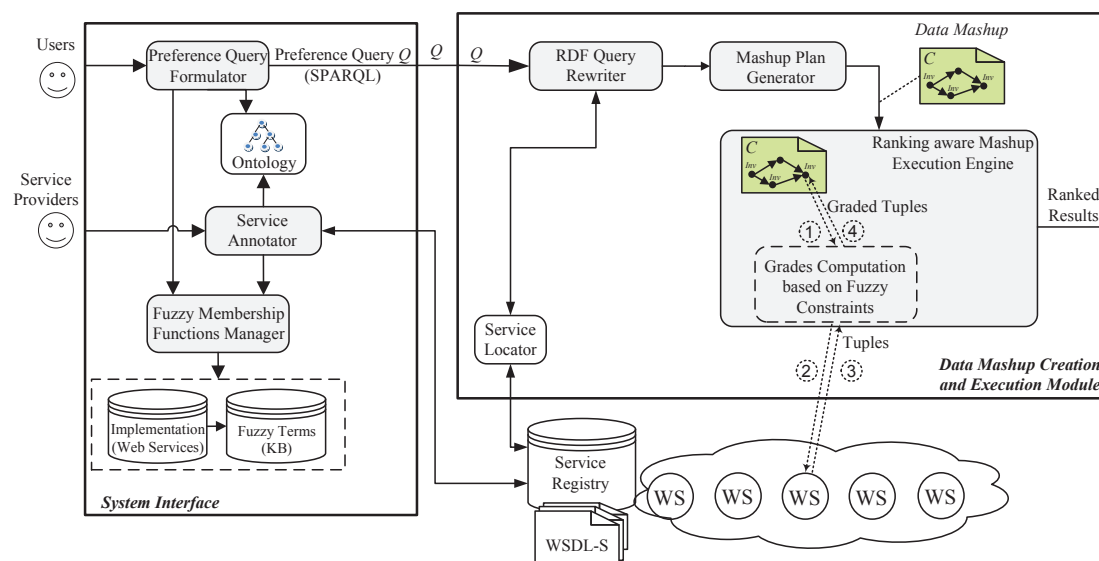 Users
Preference Query
Formulator
Preference Query Q
(SPARQL)
Q
Q
RDF Query
Rewriter
Mashup Plan
Generator
Data Mashup
C
Inv
Inv
Inv
Ontology
Service
Providers
Service
Annotator
Fuzzy Membership
Functions Manager
Implementation
(Web Services)
Fuzzy Terms
(KB)
System Interface
C
Inv
Inv
Inv
Ranking aware Mashup
Execution Engine
Graded Tuples
1
4
Grades Computation
based on Fuzzy
Constraints
Ranked
Results
Service
Locator
Tuples
2
3
Data Mashup Creation
and Execution Module
Service
Registry
WSDL-S
WS
WS
WS
WS
WS